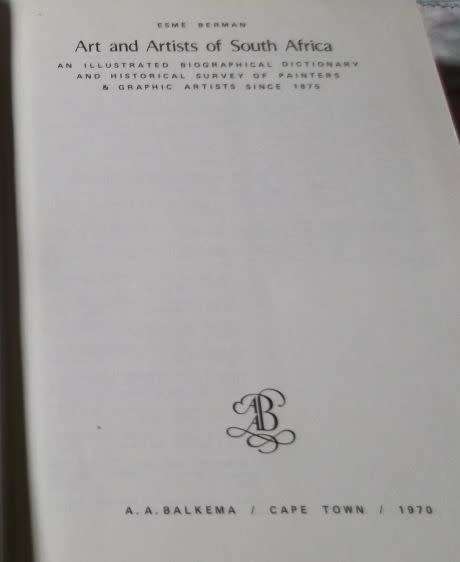 ESMÉ BERMAN
Art and Artists of South Africa
AN ILLUSTRATED BIOGRAPHICAL DICTIONARY
AND HISTORICAL SURVEY OF PAINTERS
& GRAPHIC ARTISTS SINCE 1875
AAB
A. A. BALKEMA / CAPE TOWN / 1970